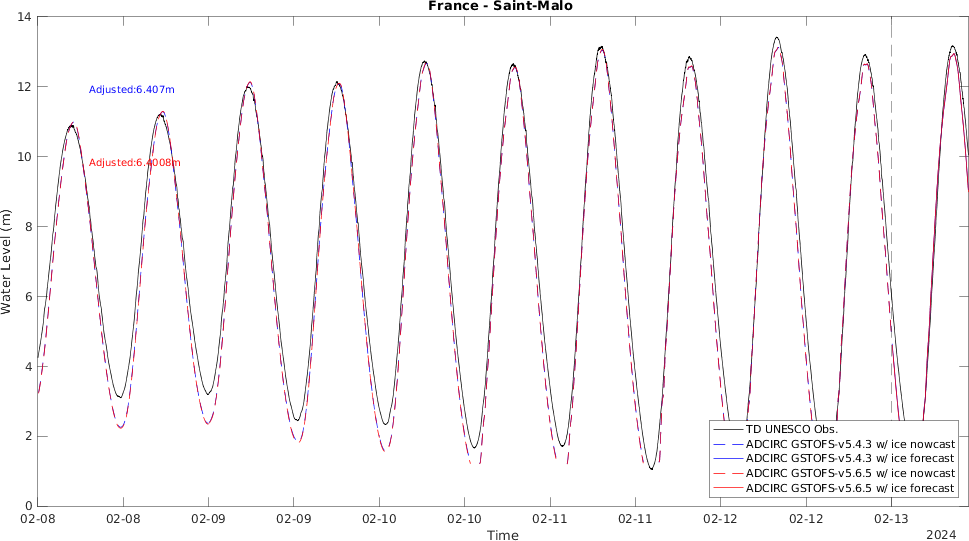 France - Saint-Malo
14
12
10
8
6
4
2
0
Water Level (m)
Adjusted:6.407m
Adjusted:6.4008m
TD UNESCO Obs.
ADCIRC GSTOFS-v5.4.3 w/ ice nowcast
ADCIRC GSTOFS-v5.4.3 w/ ice forecast
ADCIRC GSTOFS-v5.6.5 w/ ice nowcast
ADCIRC GSTOFS-v5.6.5 w/ ice forecast
02-08 02-08 02-09 02-09 02-10 02-10 02-11 02-11 02-12 02-12 02-13
Time
2024